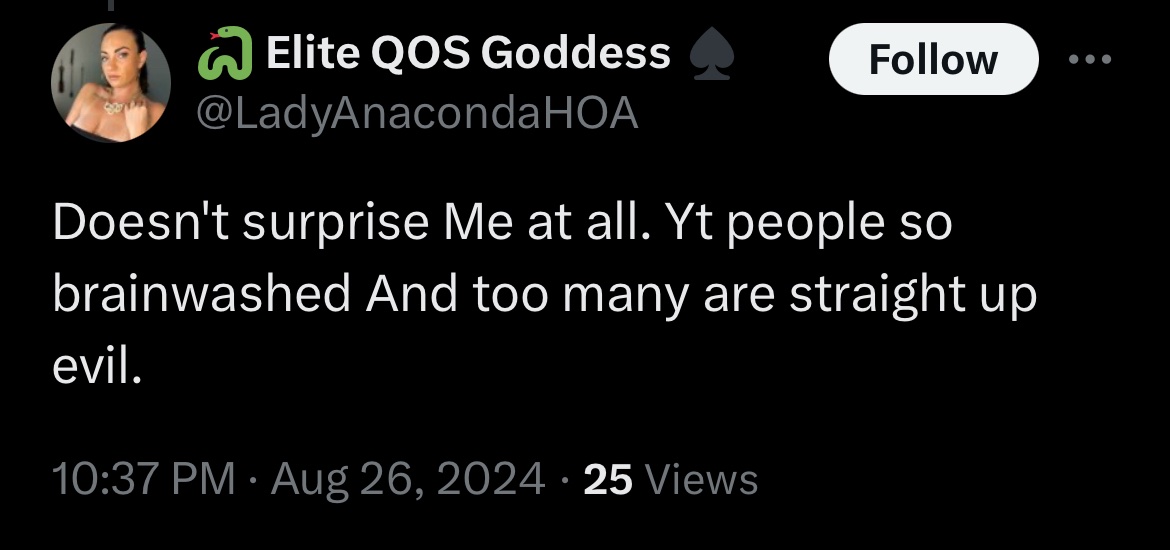 🐍 Elite QOS Goddess ♠️
Follow
@LadyAnacondaHOA
Doesn't surprise Me at all. Yt people so
brainwashed And too many are straight up
evil.
10:37 PM · Aug 26, 2024 · 25 Views